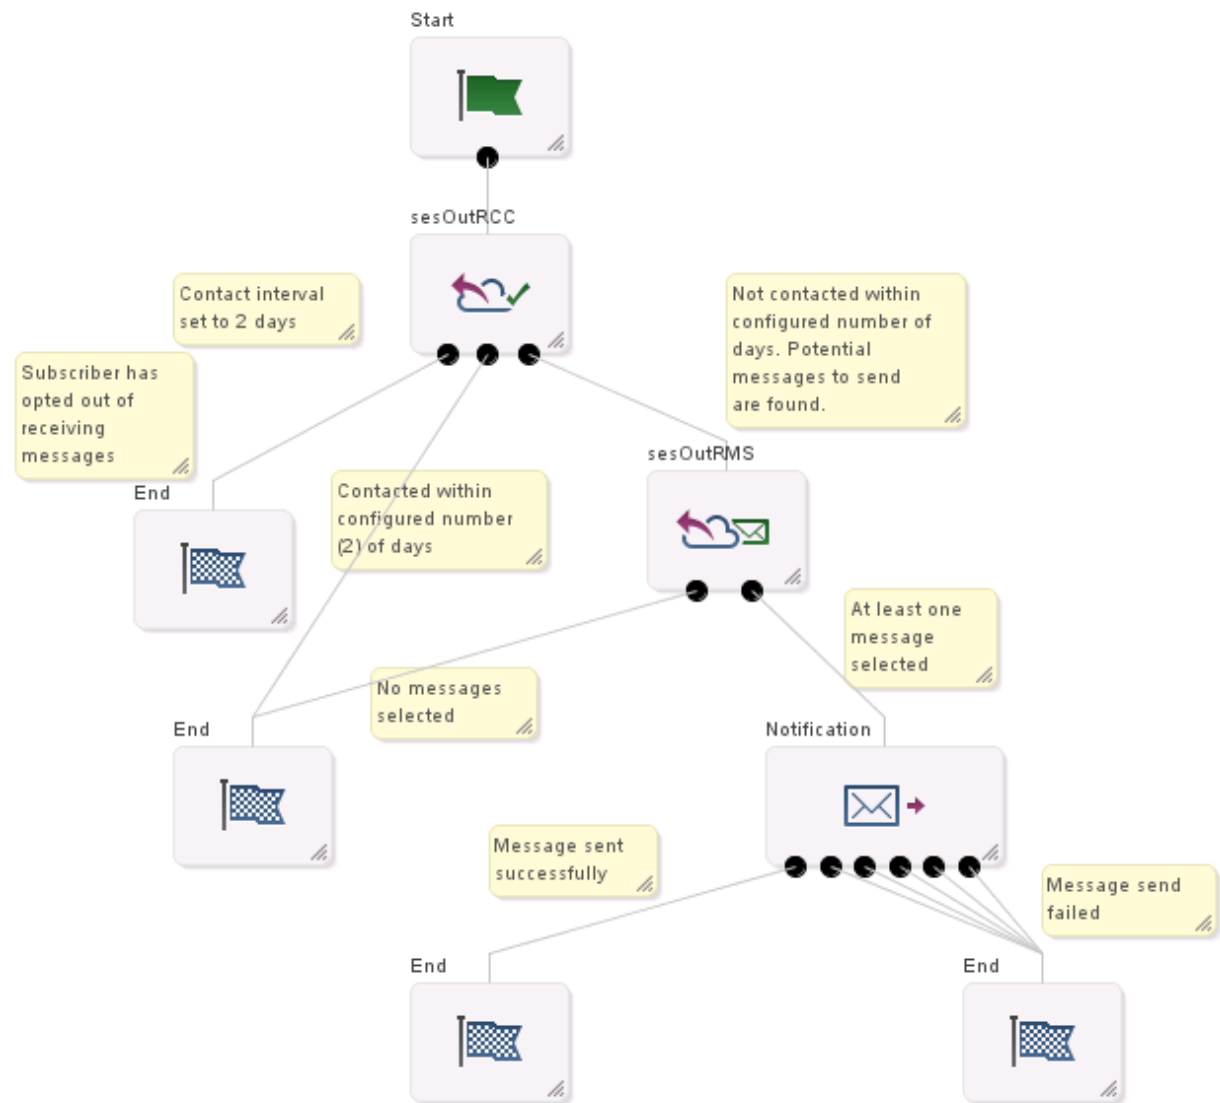 Start
sesOutRCC
Contact interval
set to 2 days
Not contacted within
configured number of
days. Potential
messages to send
are found.
Subscriber has
opted out of
receiving
messages
sesOutRMS
End
Contacted within
configured number
(2) of days
At least one
message
selected
No messages
selected
End
Notification
Message sent
successfully
Message send
failed
End
End